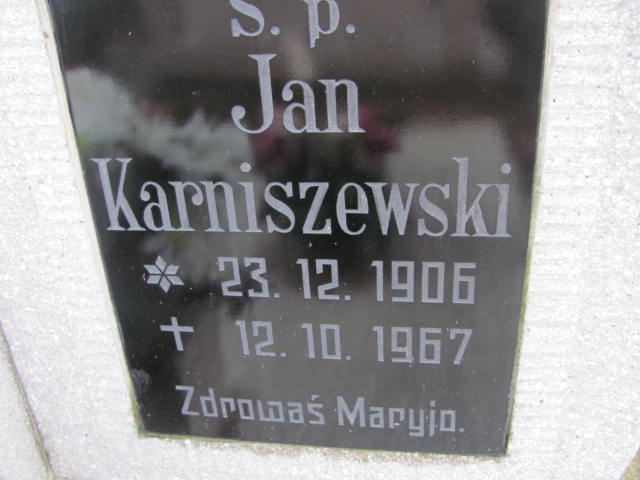 Ś. p.
Jan
Karniszewski
* 23. 12. 1906
+ 12. 10. 1967
Zdrowaś Maryjo.